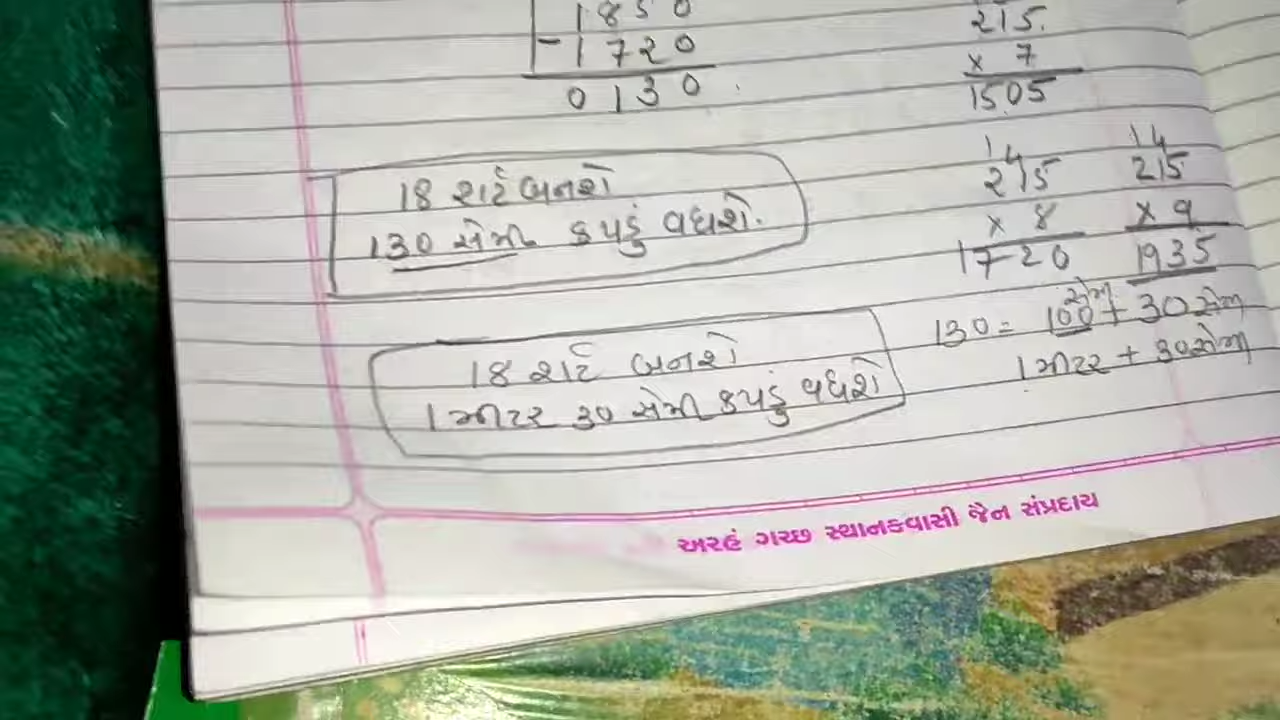 1850
- 1720
0130
215.
x 7
1505
14
215
x 8
1720
14
215
x 9
1935
18 શર્ટ બનશે
130 સેમી કપડું વધશે.
130 = 100 સેમી + 30 સેમી
1 મીટર + 30 સેમી
18 શર્ટ બનશે
1 મીટર 30 સેમી કપડું વધશે
અરહં ગચ્છ સ્થાનકવાસી જૈન સંપ્રદાય